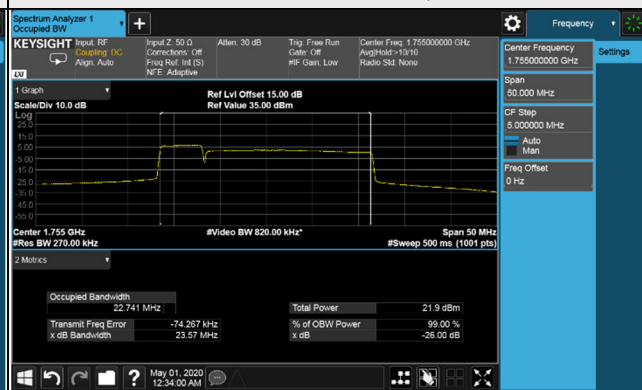 Spectrum Analyzer 1
Occupied BW
Frequency
KEYSIGHT
Input: RF
Coupling: DC
Align: Auto
Input Z: 50 Ω
Corrections: Off
Freq Ref: Int (S)
NFE: Adaptive
Atten: 30 dB
Trig: Free Run
Gate: Off
#IF Gain: Low
Center Freq: 1.755000000 GHz
Avg|Hold:>10/10
Radio Std: None
LXI
Center Frequency
1.755000000 GHz
Settings
Span
50.000 MHz
CF Step
5.000000 MHz
Auto
Man
Freq Offset
0 Hz
1 Graph
Scale/Div 10.0 dB
Ref Lvl Offset 15.00 dB
Ref Value 35.00 dBm
Log
25.0
15.0
5.00
-5.00
-15.0
-25.0
-35.0
-45.0
-55.0
Center 1.755 GHz
#Video BW 820.00 kHz*
Span 50 MHz
#Res BW 270.00 kHz
#Sweep 500 ms (1001 pts)
2 Metrics
Occupied Bandwidth
22.741 MHz
Total Power 21.9 dBm
Transmit Freq Error -74.267 kHz
% of OBW Power 99.00 %
x dB Bandwidth 23.57 MHz
x dB -26.00 dB
?
May 01, 2020
12:34:00 AM